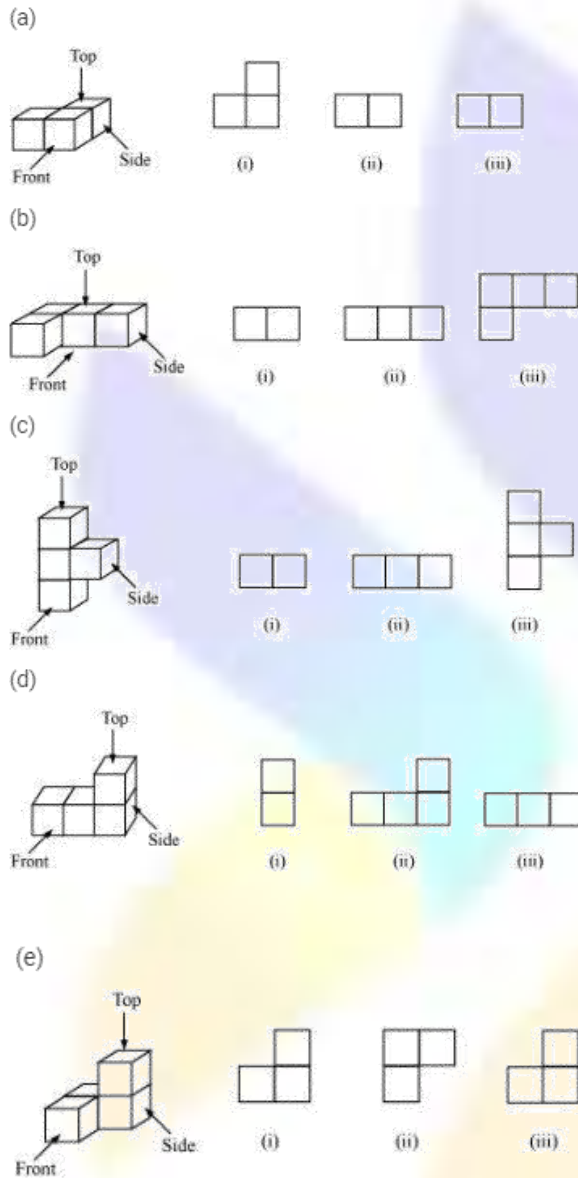 (a)
Top
Side
Front
(i) (ii) (iii)
(b)
Top
Side
Front
(i) (ii) (iii)
(c)
Top
Side
Front
(i) (ii) (iii)
(d)
Top
Side
Front
(i) (ii) (iii)
(e)
Top
Side
Front
(i) (ii) (iii)